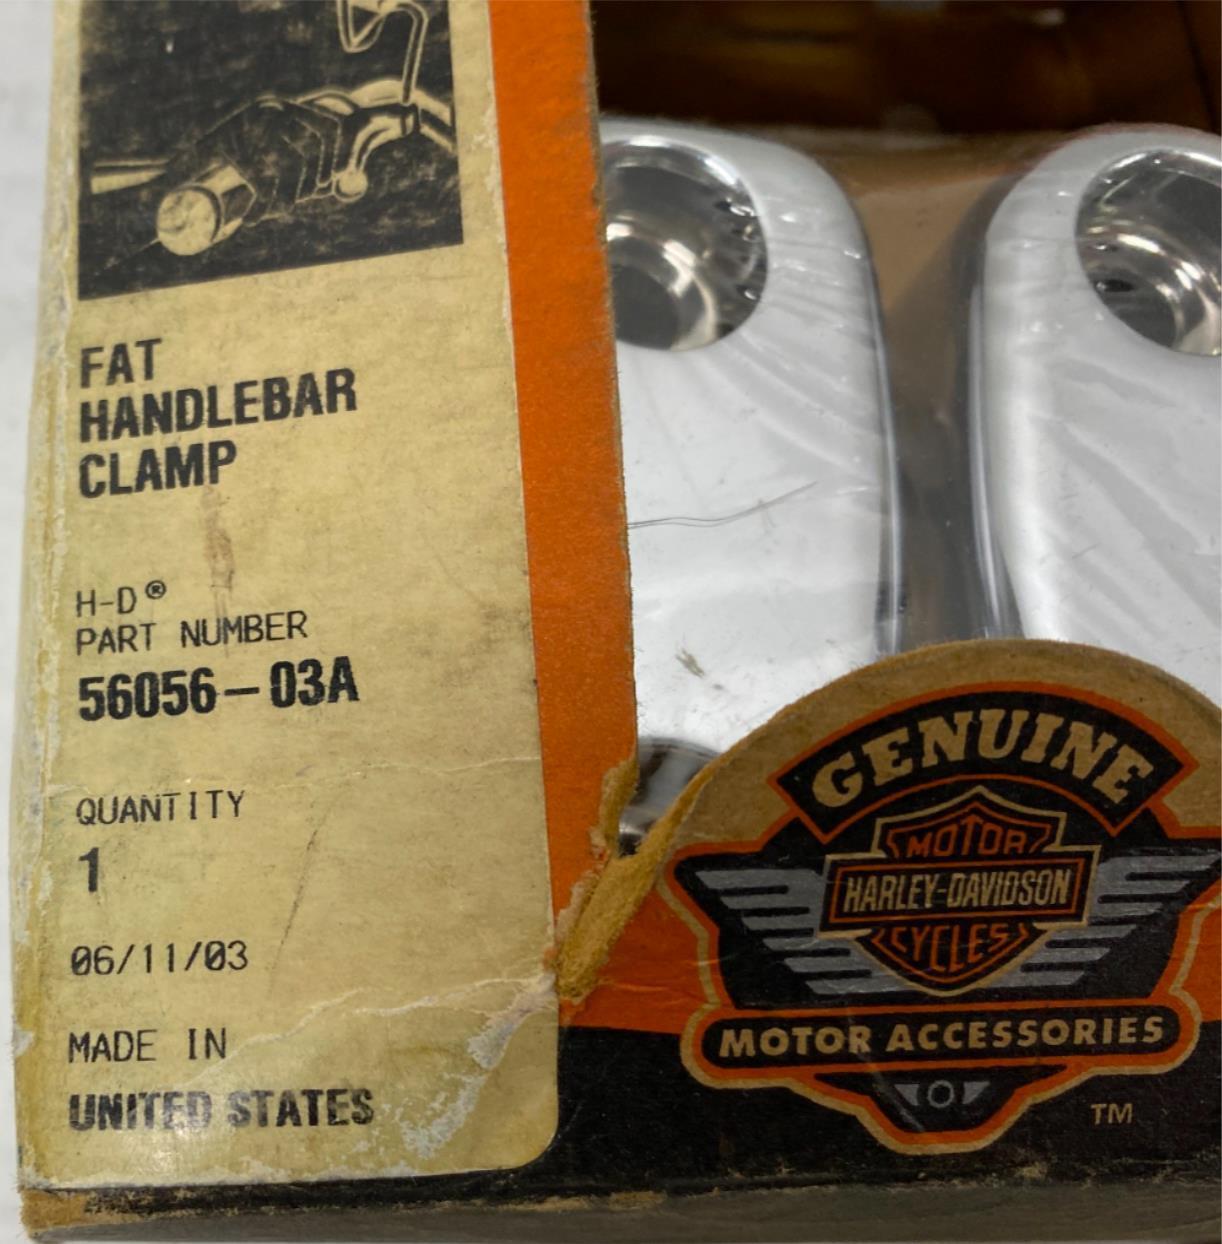 FAT
HANDLEBAR
CLAMP
H-D®
PART NUMBER
56056-03A
QUANTITY
1
06/11/03
MADE IN
UNITED STATES
GENUINE
MOTOR
HARLEY-DAVIDSON
CYCLES
MOTOR ACCESSORIES
TM